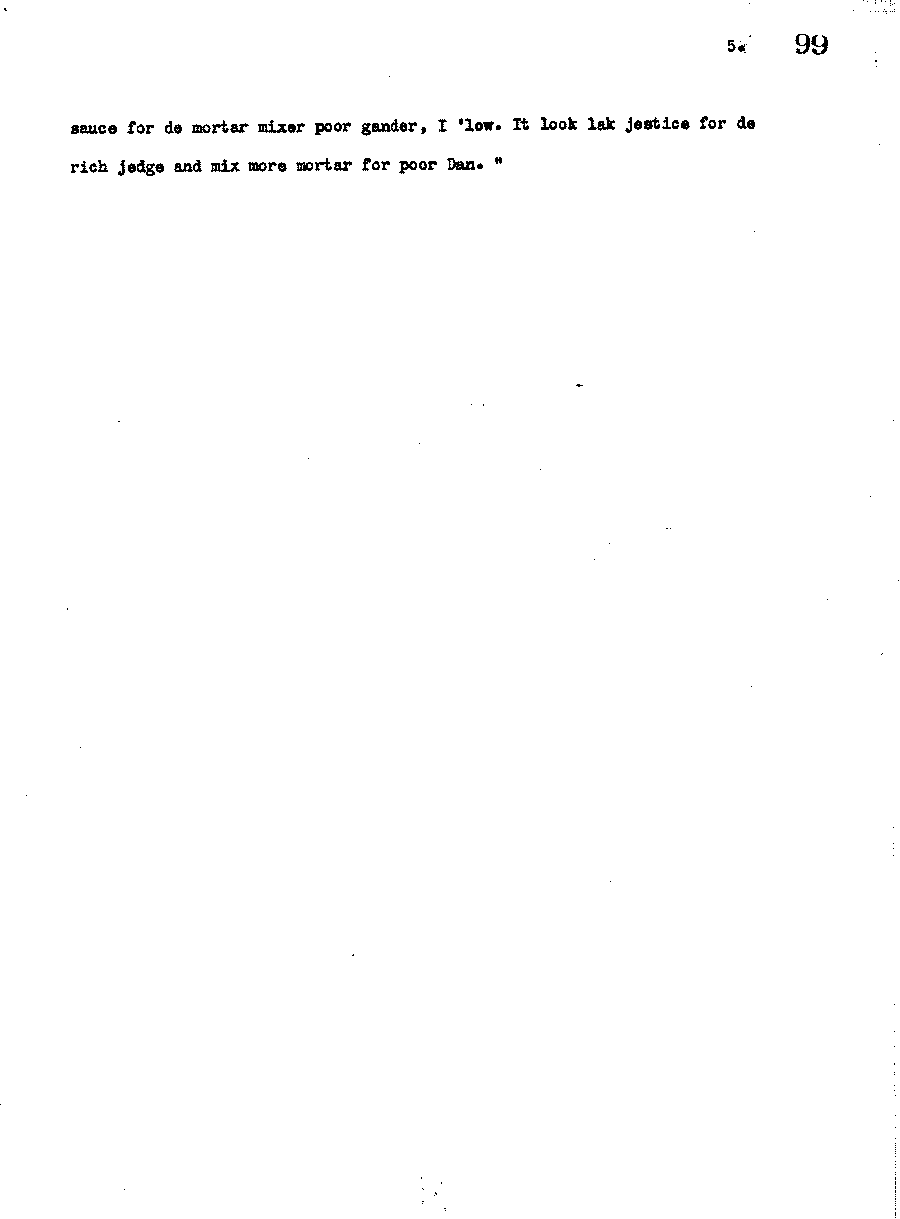 5. 99
sauce for de mortar mixer poor gander, I 'low. It look lak jestice for de
rich jedge and mix more mortar for poor Dan. "